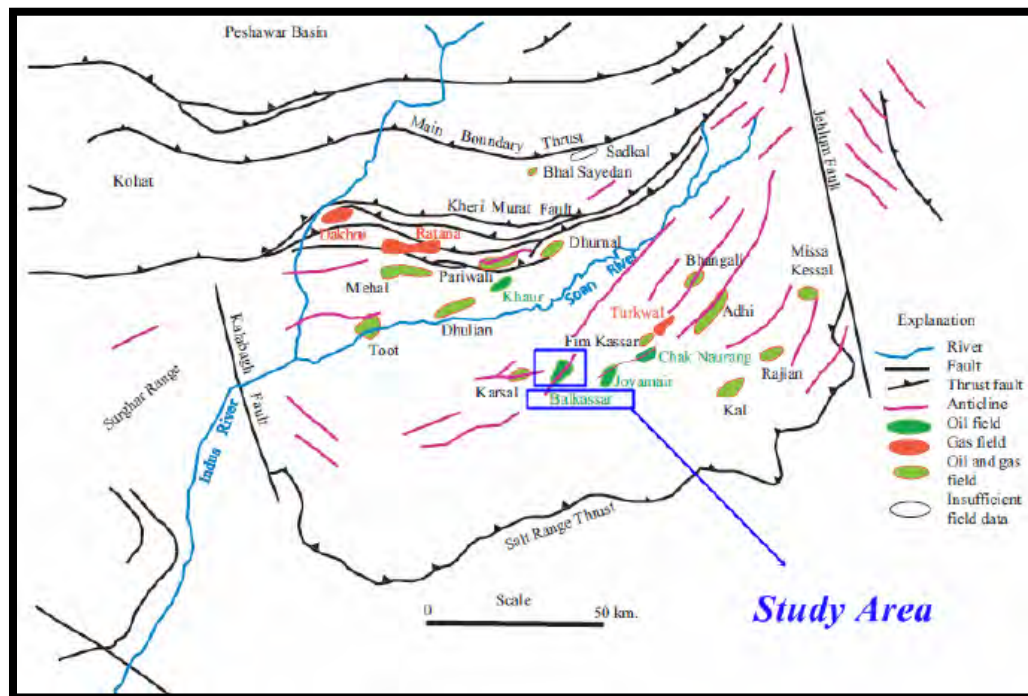 Peshawar Basin
Main Boundary Thrust
Sadkal
Bhal Sayedan
Kohat
Kheri Murat Fault
Jehlum Fault
Dakhni
Ratana
Dhurnal
Mehal
Pariwali
Khaur
Soan River
Bhangali
Missa
Kessal
Turkwal
Adhi
Dhulian
Toot
Fim Kassar
Chak Naurang
Rajian
Karsal
Joyamair
Balkassar
Kal
Kalabagh Fault
Surghar Range
Indus River
Salt Range Thrust
Explanation
River
Fault
Thrust fault
Anticline
Oil field
Gas field
Oil and gas
field
Insufficient
field data
Scale
0 50 km.
Study Area